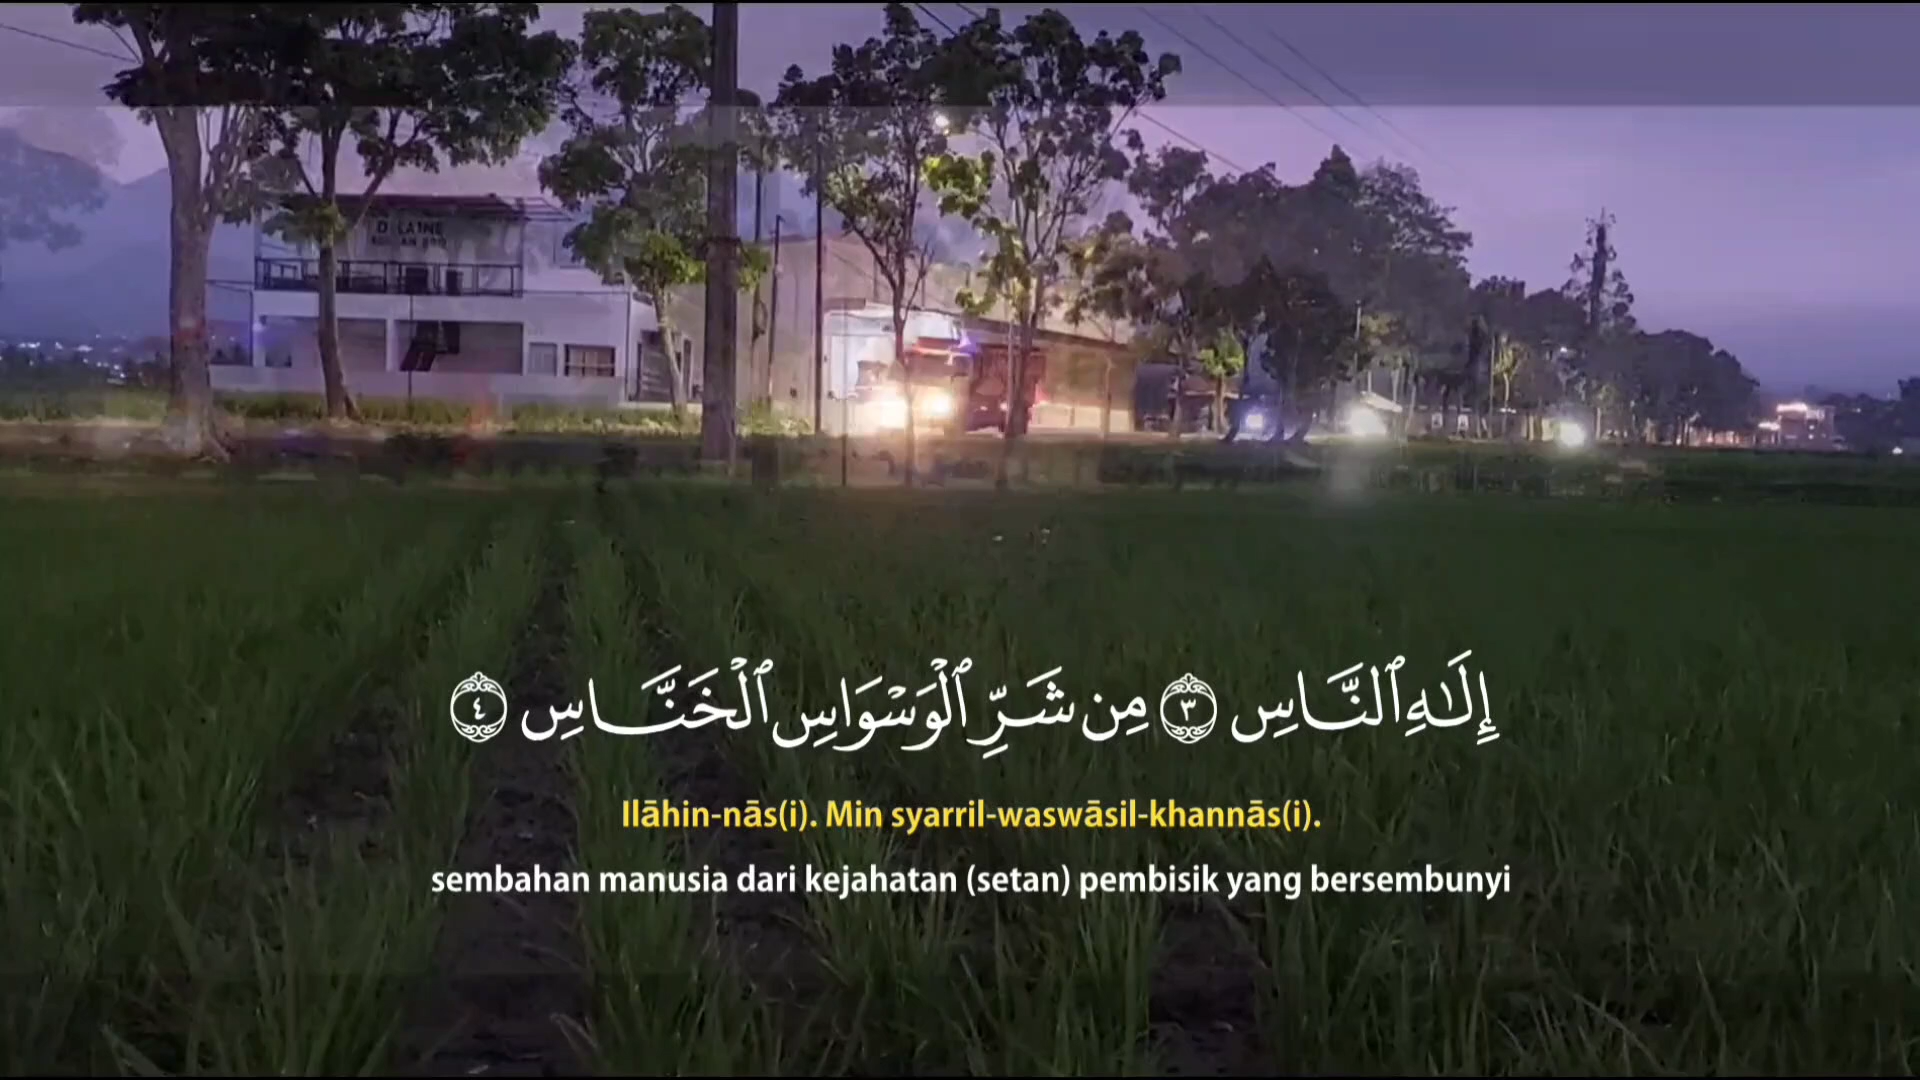 إِلَـٰهِ ٱلنَّاسِ ٣ مِن شَرِّ ٱلْوَسْوَاسِ ٱلْخَنَّاسِ ٤
Ilāhin-nās(i). Min syarril-waswāsil-khannās(i).
sembahan manusia dari kejahatan (setan) pembisik yang bersembunyi